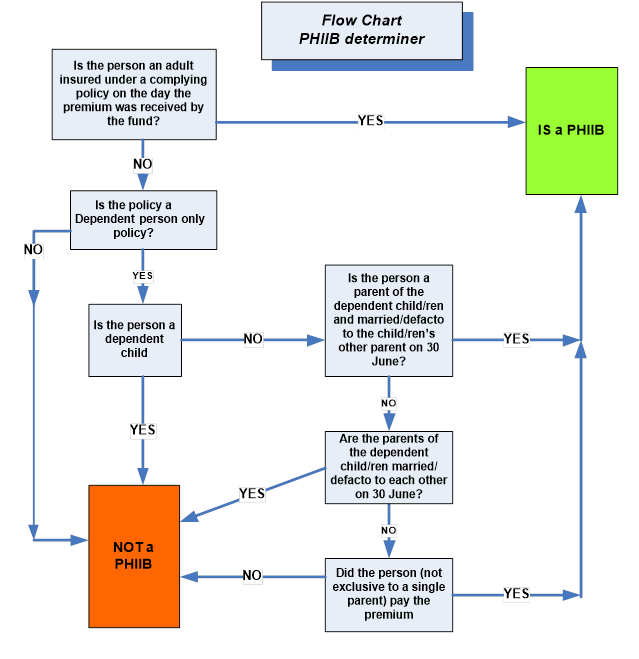 Flow Chart
PHIIB determiner
Is the person an adult
insured under a complying
policy on the day the
premium was received by
the fund?
YES
IS a PHIIB
NO
Is the policy a
Dependent person only
policy?
NO
YES
Is the person a
dependent
child
NO
Is the person a
parent of the
dependent child/ren
and married/defacto
to the child/ren's
other parent on 30
June?
YES
YES
NO
Are the parents of
the dependent
child/ren married/
defacto to each other
on 30 June?
YES
NO
NOT a
PHIIB
NO
Did the person (not
exclusive to a single
parent) pay the
premium
YES